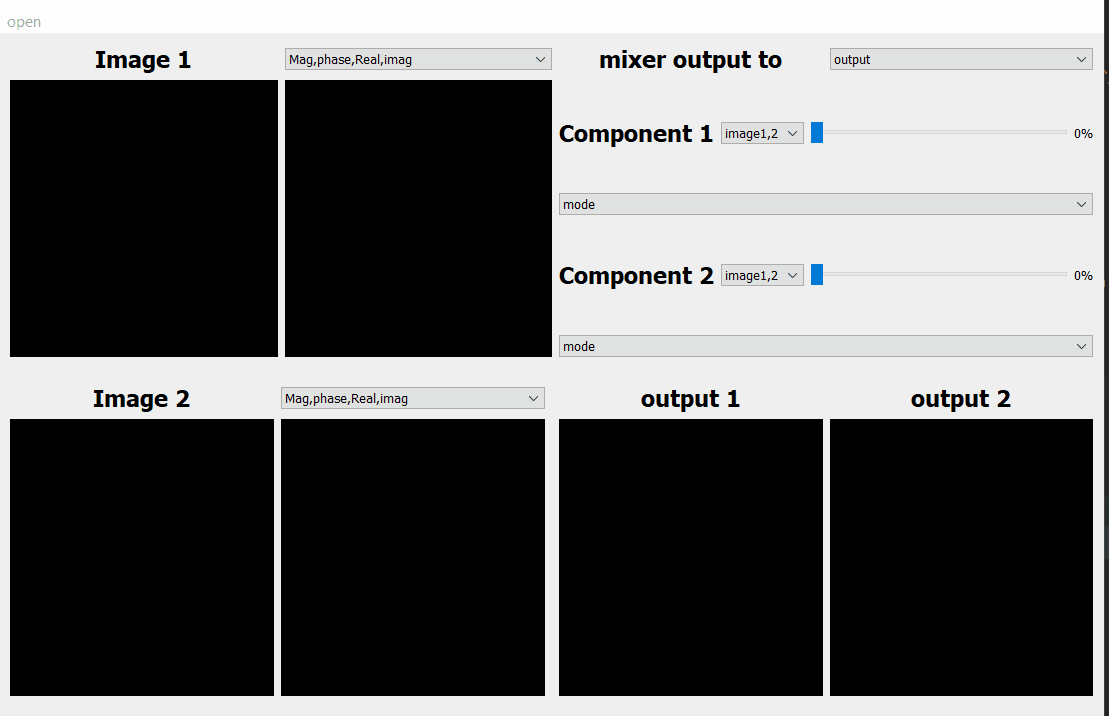 open
Image 1
Mag,phase,Real,imag
mixer output to
output
Component 1
image1,2
0%
mode
Component 2
image1,2
0%
mode
Image 2
Mag,phase,Real,imag
output 1
output 2